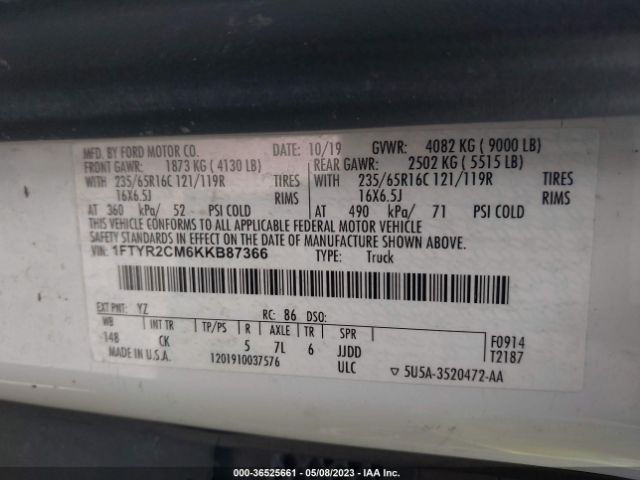 MFD. BY FORD MOTOR CO.   DATE: 10/19   GVWR: 4082 KG ( 9000 LB)
FRONT GAWR: 1873 KG ( 4130 LB)   REAR GAWR: 2502 KG ( 5515 LB)
WITH 235/65R16C 121/119R TIRES   WITH 235/65R16C 121/119R TIRES
16X6.5J RIMS   16X6.5J RIMS
AT 360 kPa/ 52 PSI COLD   AT 490 kPa/ 71 PSI COLD
THIS VEHICLE CONFORMS TO ALL APPLICABLE FEDERAL MOTOR VEHICLE
SAFETY STANDARDS IN EFFECT ON THE DATE OF MANUFACTURE SHOWN ABOVE.
VIN: 1FTYR2CM6KKB87366   TYPE: Truck
EXT PNT: YZ   RC: 86 DSO:
WB INT TR TP/PS R AXLE TR SPR   F0914
148 CK 5 7L 6 JJDD   T2187
MADE IN U.S.A. 1201910037576 ULC   ▽ 5U5A-3520472-AA
000-36525661 - 05/08/2023 - IAAI.COM